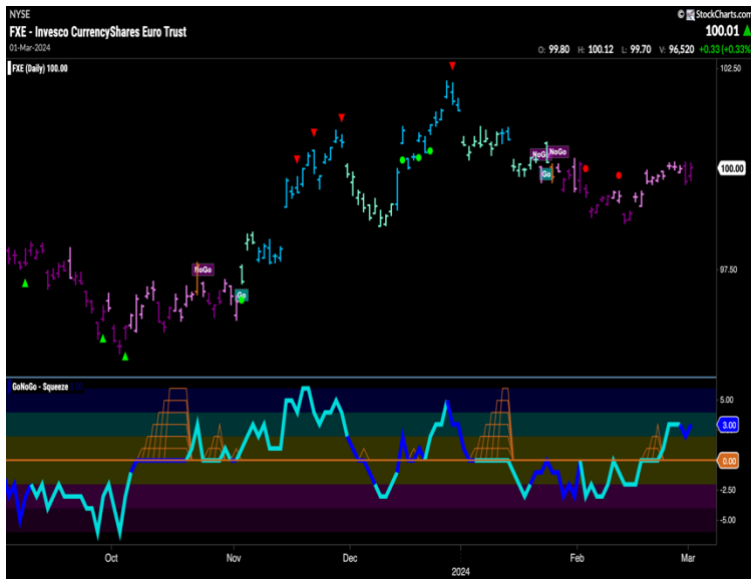 NYSE
© StockCharts.com
FXE - Invesco CurrencyShares Euro Trust
100.01
01-Mar-2024
O: 99.80 H: 100.12 L: 99.70 V: 96,520 +0.33 (+0.33%)
FXE (Daily) 100.00
102.50
NoGo
NoGo
Go
100.00
NoGo
97.50
Go
GoNoGo - Squeeze
5.00
3.00
0.00
-2.50
-5.00
Oct
Nov
Dec
2024
Feb
Mar